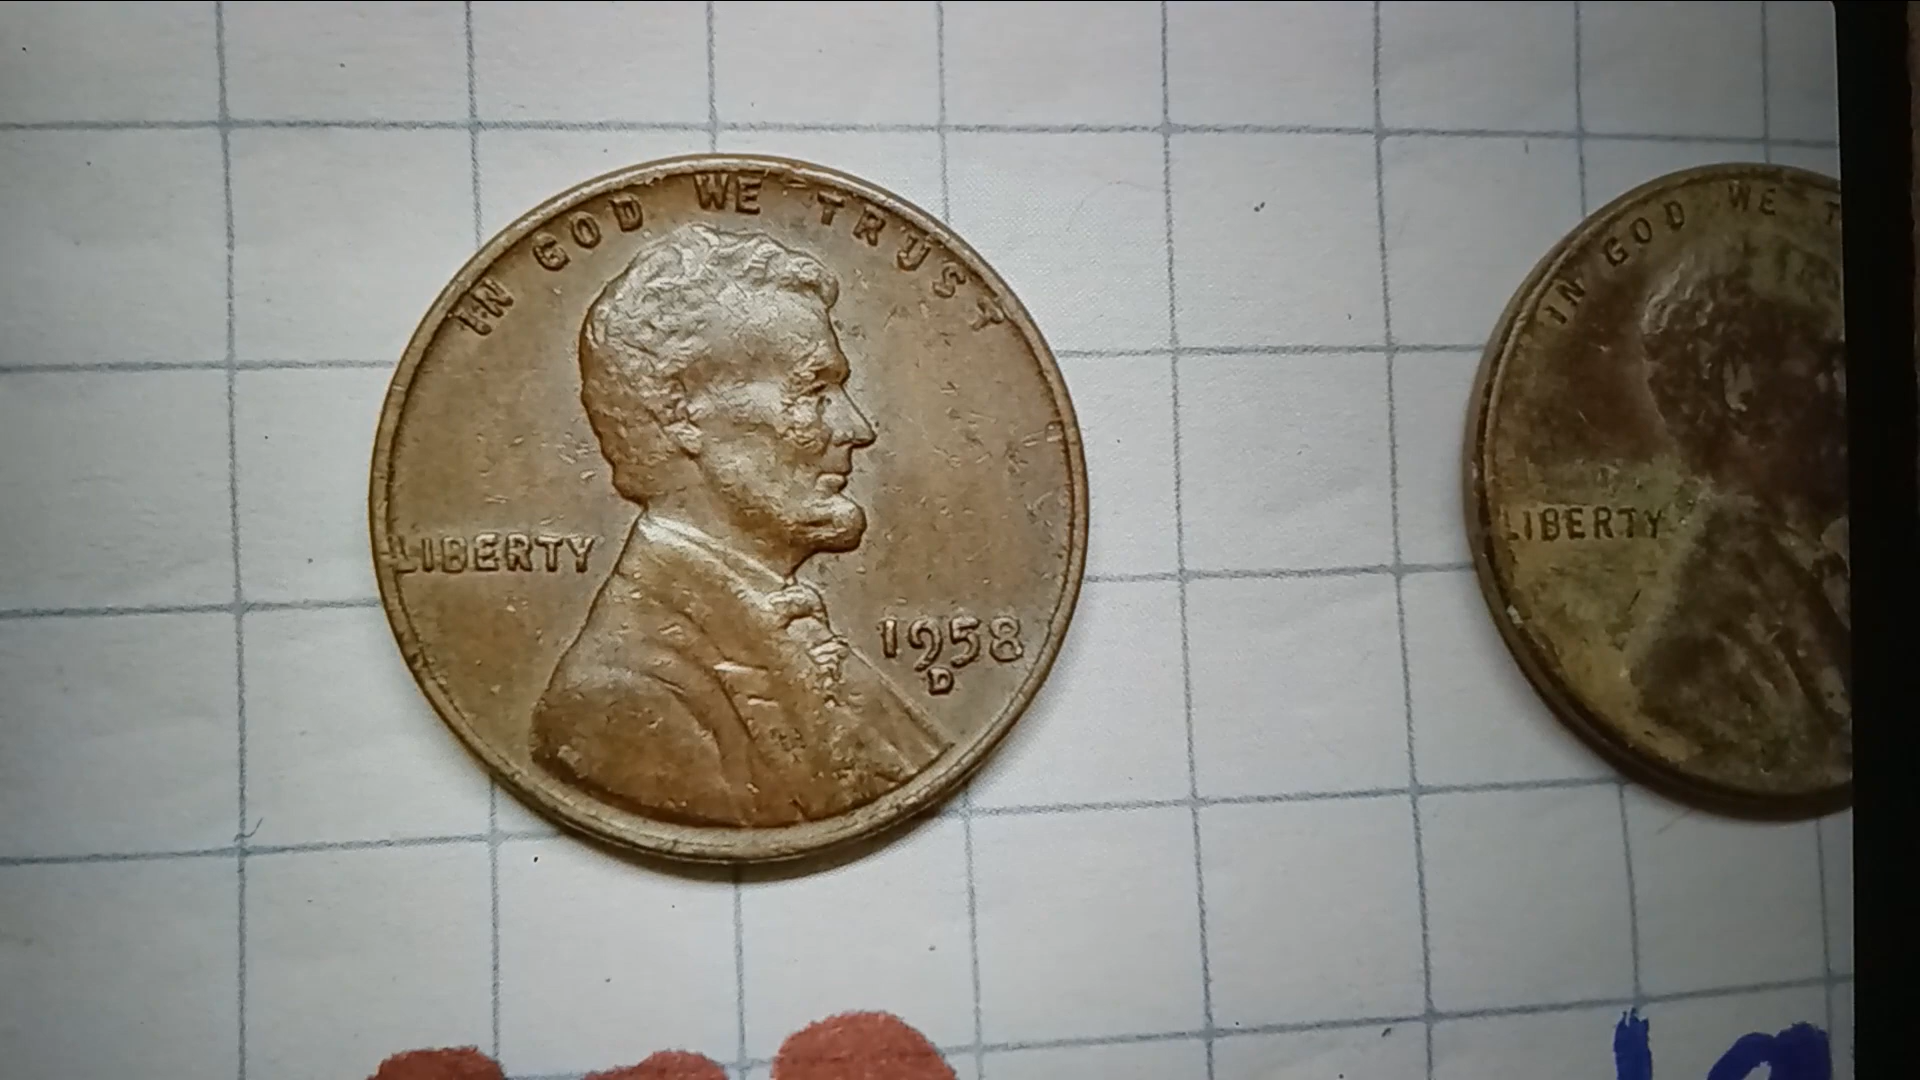 IN GOD WE TRUST
LIBERTY
1958
D
IN GOD WE T
LIBERTY